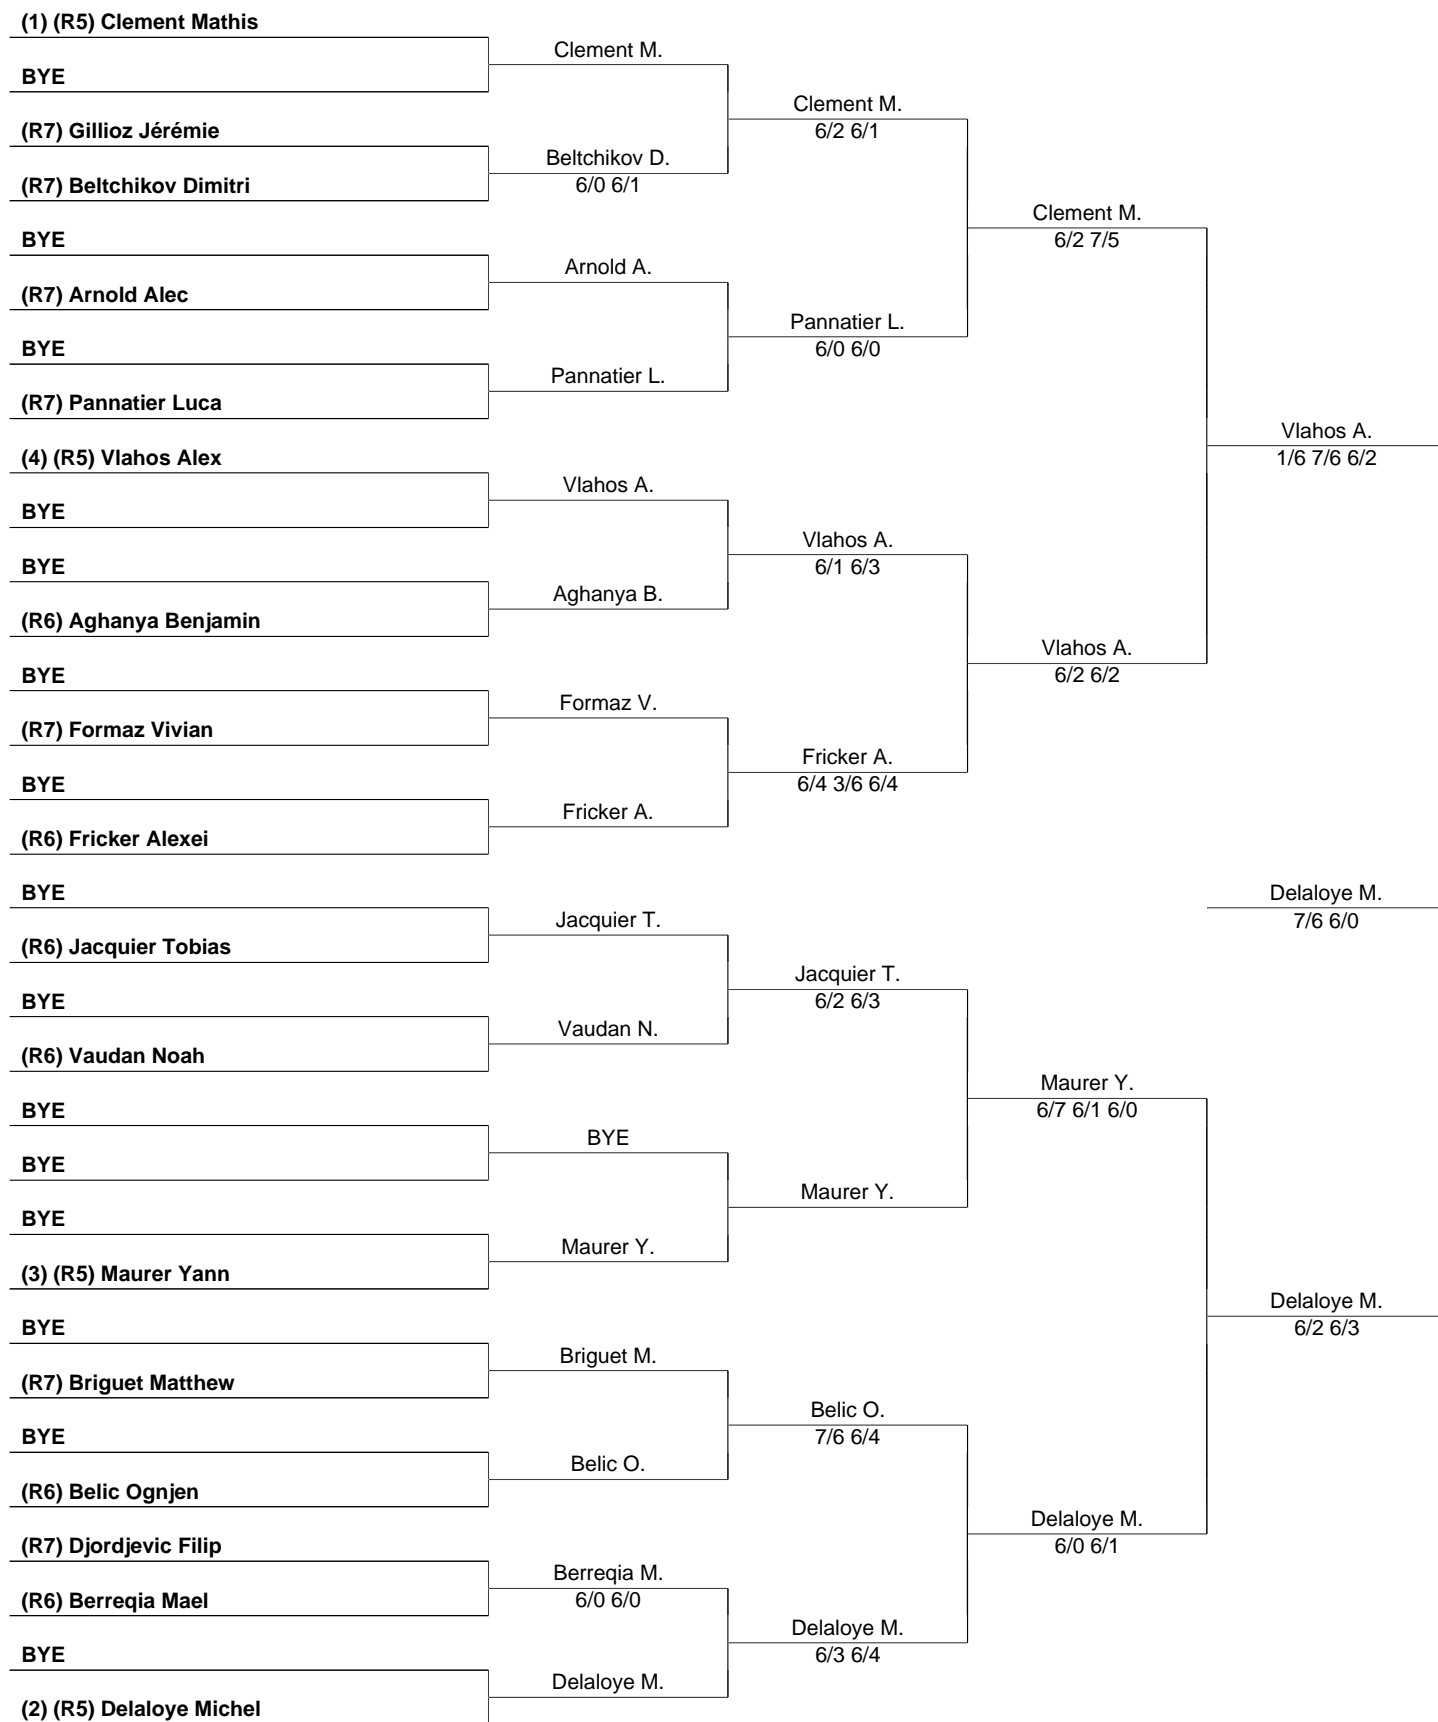 (1) (R5) Clement Mathis
Clement M.
BYE
Clement M.
6/2 6/1
(R7) Gillioz Jérémie
Beltchikov D.
6/0 6/1
(R7) Beltchikov Dimitri
Clement M.
6/2 7/5
BYE
Arnold A.
(R7) Arnold Alec
Pannatier L.
6/0 6/0
BYE
Pannatier L.
(R7) Pannatier Luca
Vlahos A.
1/6 7/6 6/2
(4) (R5) Vlahos Alex
Vlahos A.
BYE
Vlahos A.
6/1 6/3
BYE
Aghanya B.
(R6) Aghanya Benjamin
Vlahos A.
6/2 6/2
BYE
Formaz V.
(R7) Formaz Vivian
Fricker A.
6/4 3/6 6/4
BYE
Fricker A.
(R6) Fricker Alexei
Delaloye M.
7/6 6/0
BYE
Jacquier T.
(R6) Jacquier Tobias
Jacquier T.
6/2 6/3
BYE
Vaudan N.
(R6) Vaudan Noah
Maurer Y.
6/7 6/1 6/0
BYE
BYE
BYE
Maurer Y.
BYE
Maurer Y.
(3) (R5) Maurer Yann
Delaloye M.
6/2 6/3
BYE
Briguet M.
(R7) Briguet Matthew
Belic O.
7/6 6/4
BYE
Belic O.
(R6) Belic Ognjen
Delaloye M.
6/0 6/1
(R7) Djordjevic Filip
Berreqia M.
6/0 6/0
(R6) Berreqia Mael
Delaloye M.
6/3 6/4
BYE
Delaloye M.
(2) (R5) Delaloye Michel